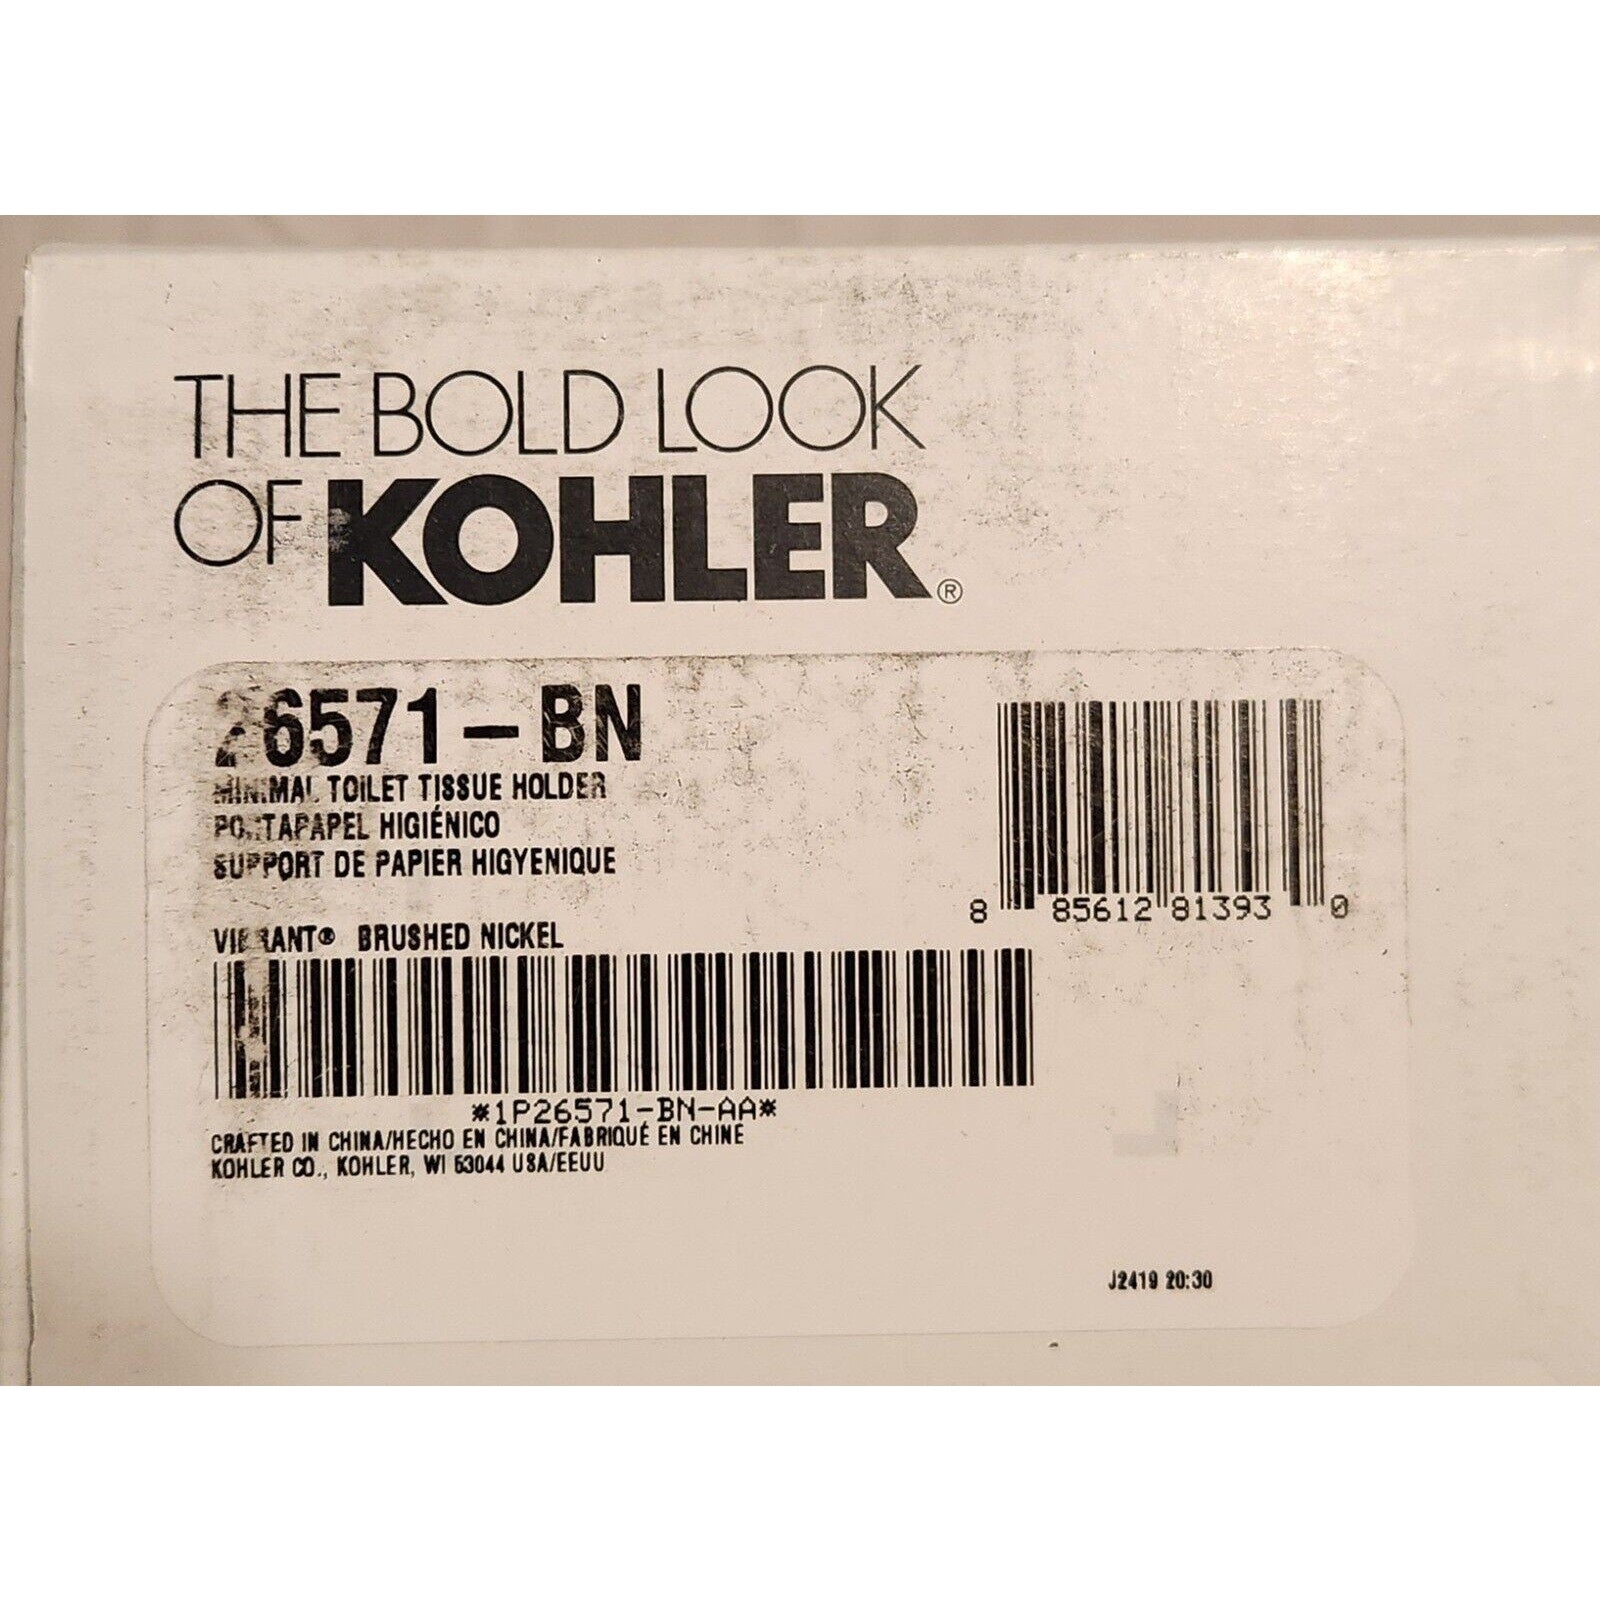 THE BOLD LOOK
OF KOHLER®
26571-BN
MINIMAL TOILET TISSUE HOLDER
PORTAPAPEL HIGIÉNICO
SUPPORT DE PAPIER HIGYENIQUE
8 85612 81393 0
VIBRANT® BRUSHED NICKEL
*1P26571-BN-AA*
CRAFTED IN CHINA/HECHO EN CHINA/FABRIQUÉ EN CHINE
KOHLER CO., KOHLER, WI 53044 USA/EEUU
J2419 20:30